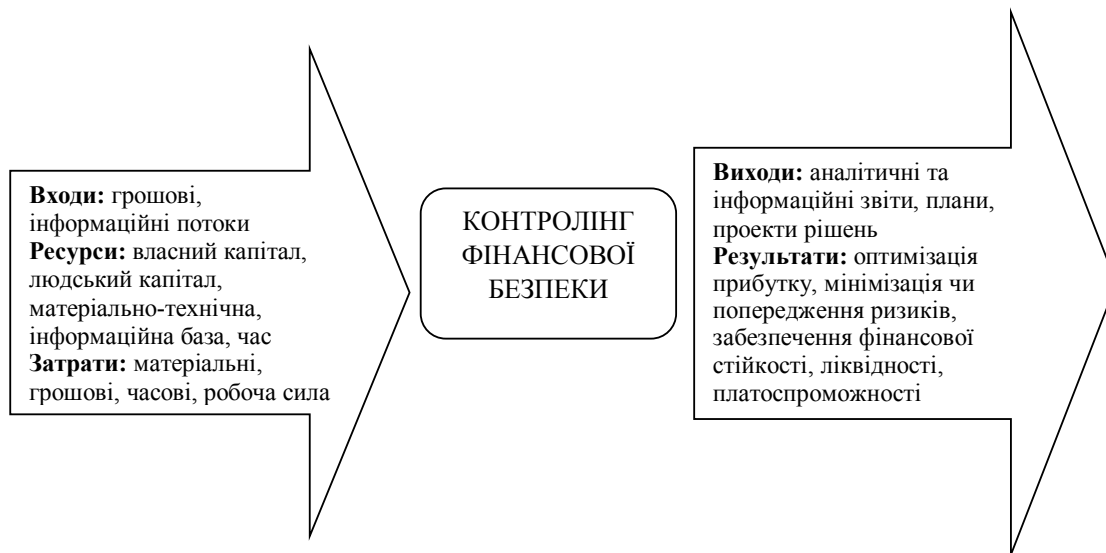 Входи: грошові,
інформаційні потоки
Ресурси: власний капітал,
людський капітал,
матеріально-технічна,
інформаційна база, час
Затрати: матеріальні,
грошові, часові, робоча сила
КОНТРОЛІНГ
ФІНАНСОВОЇ
БЕЗПЕКИ
Виходи: аналітичні та
інформаційні звіти, плани,
проекти рішень
Результати: оптимізація
прибутку, мінімізація чи
попередження ризиків,
забезпечення фінансової
стійкості, ліквідності,
платоспроможності